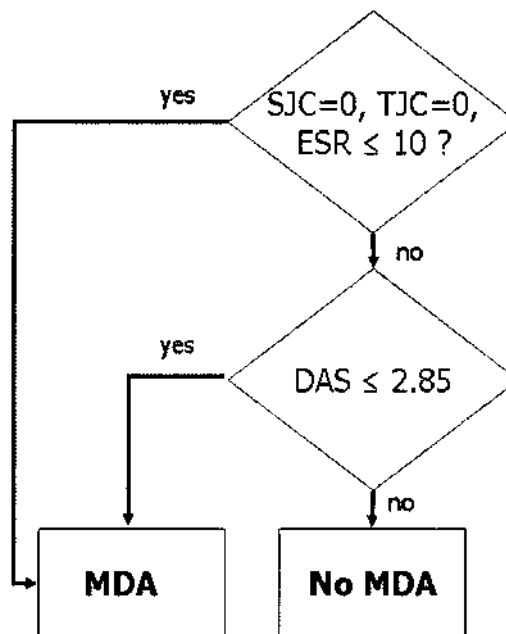 yes
SJC=0, TJC=0,
ESR ≤ 10 ?
no
yes
DAS ≤ 2.85
no
MDA
No MDA